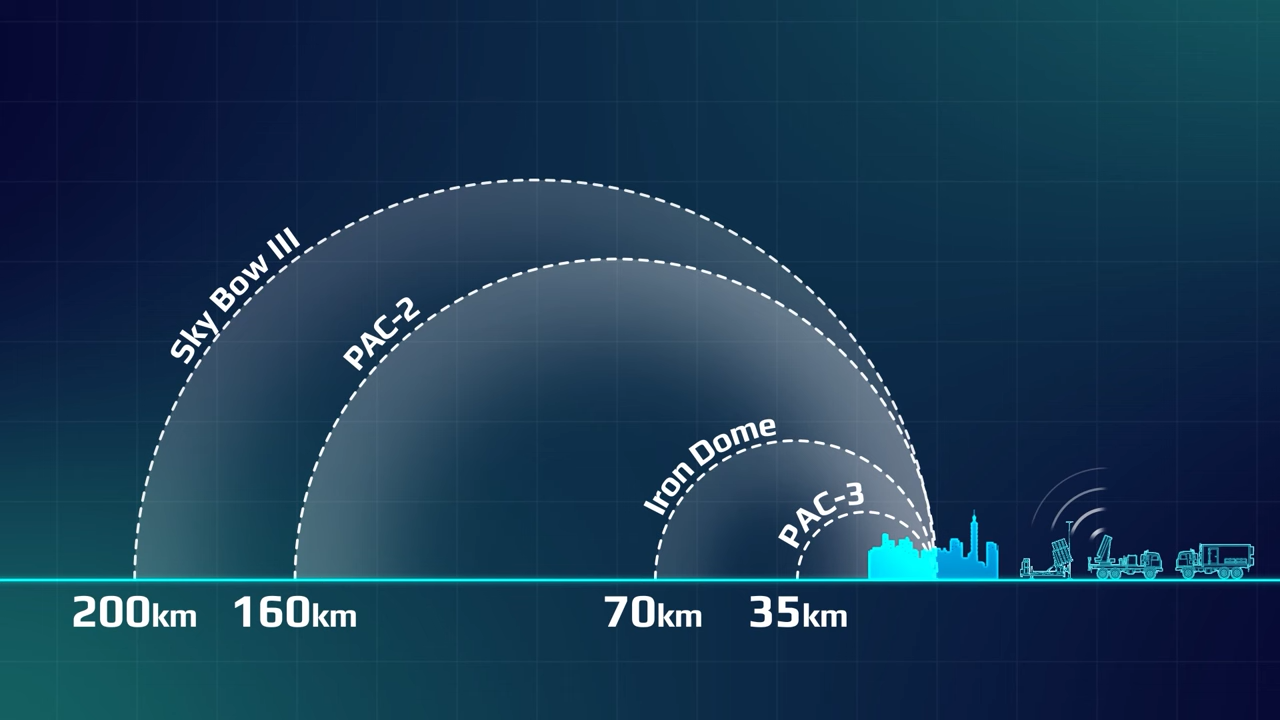 Sky Bow III
PAC-2
Iron Dome
PAC-3
200km
160km
70km
35km